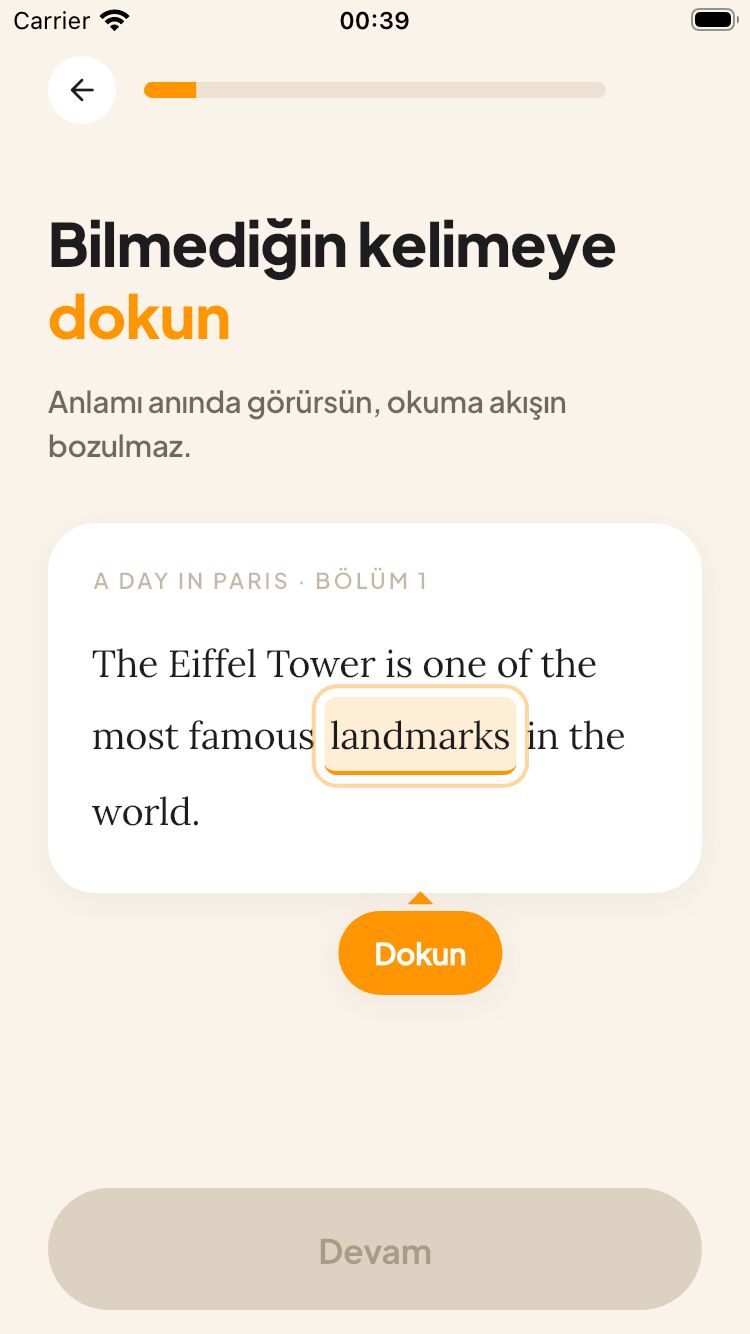 Carrier
00:39
Bilmediğin kelimeye
dokun
Anlamı anında görürsün, okuma akışın
bozulmaz.
A DAY IN PARIS · BÖLÜM 1
The Eiffel Tower is one of the
most famous landmarks in the
world.
Dokun
Devam